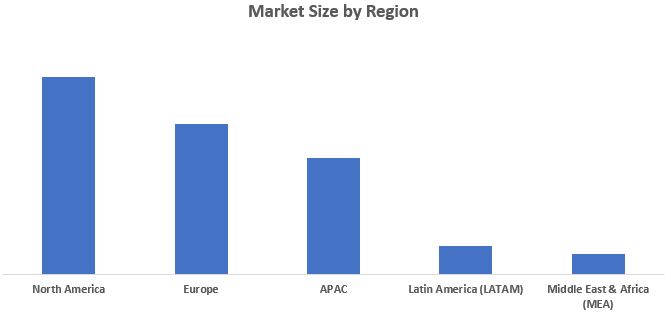 Market Size by Region
North America
Europe
APAC
Latin America (LATAM)
Middle East & Africa
(MEA)